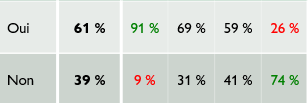 Oui 61 % 91 % 69 % 59 % 26 %
Non 39 % 9 % 31 % 41 % 74 %